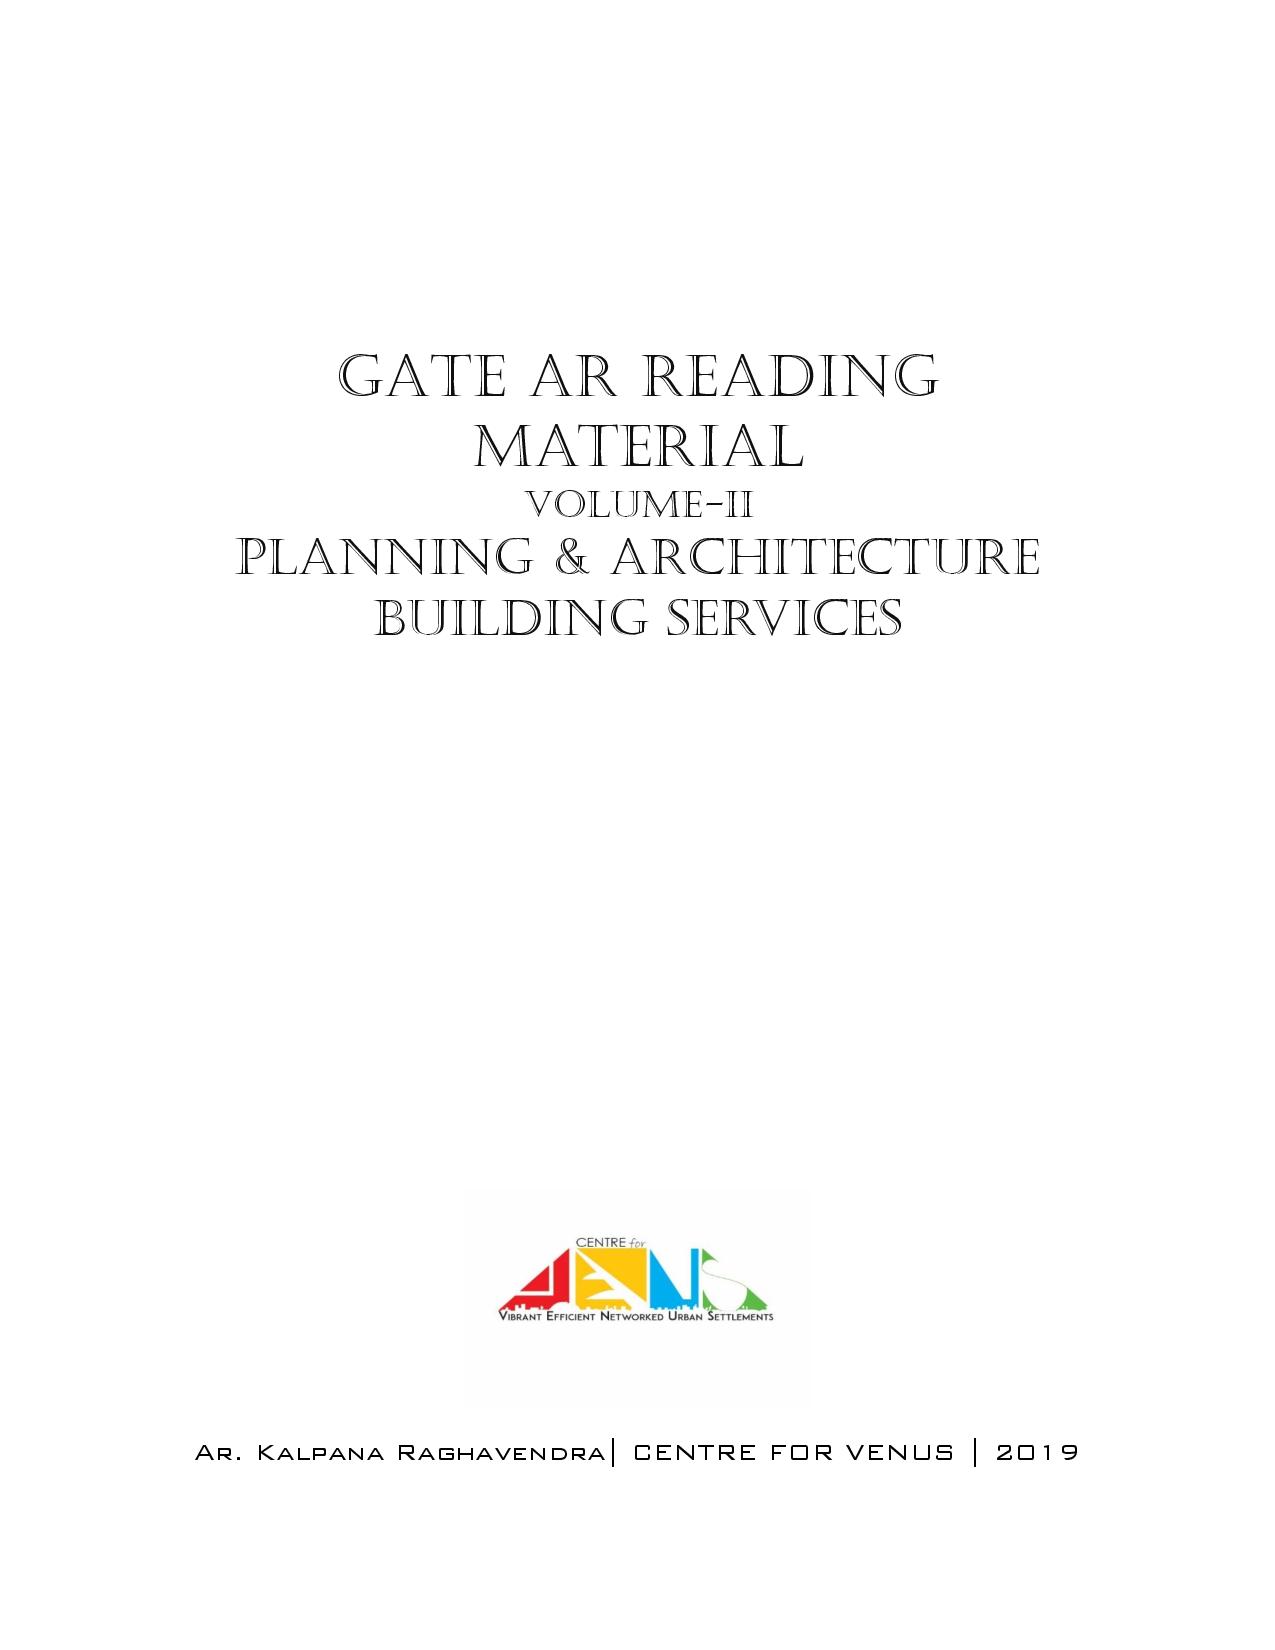 GATE AR READING
MATERIAL
VOLUME-II
PLANNING & ARCHITECTURE
BUILDING SERVICES
CENTRE for
VENUS
VIBRANT EFFICIENT NETWORKED URBAN SETTLEMENTS
AR. KALPANA RAGHAVENDRA| CENTRE FOR VENUS | 2019